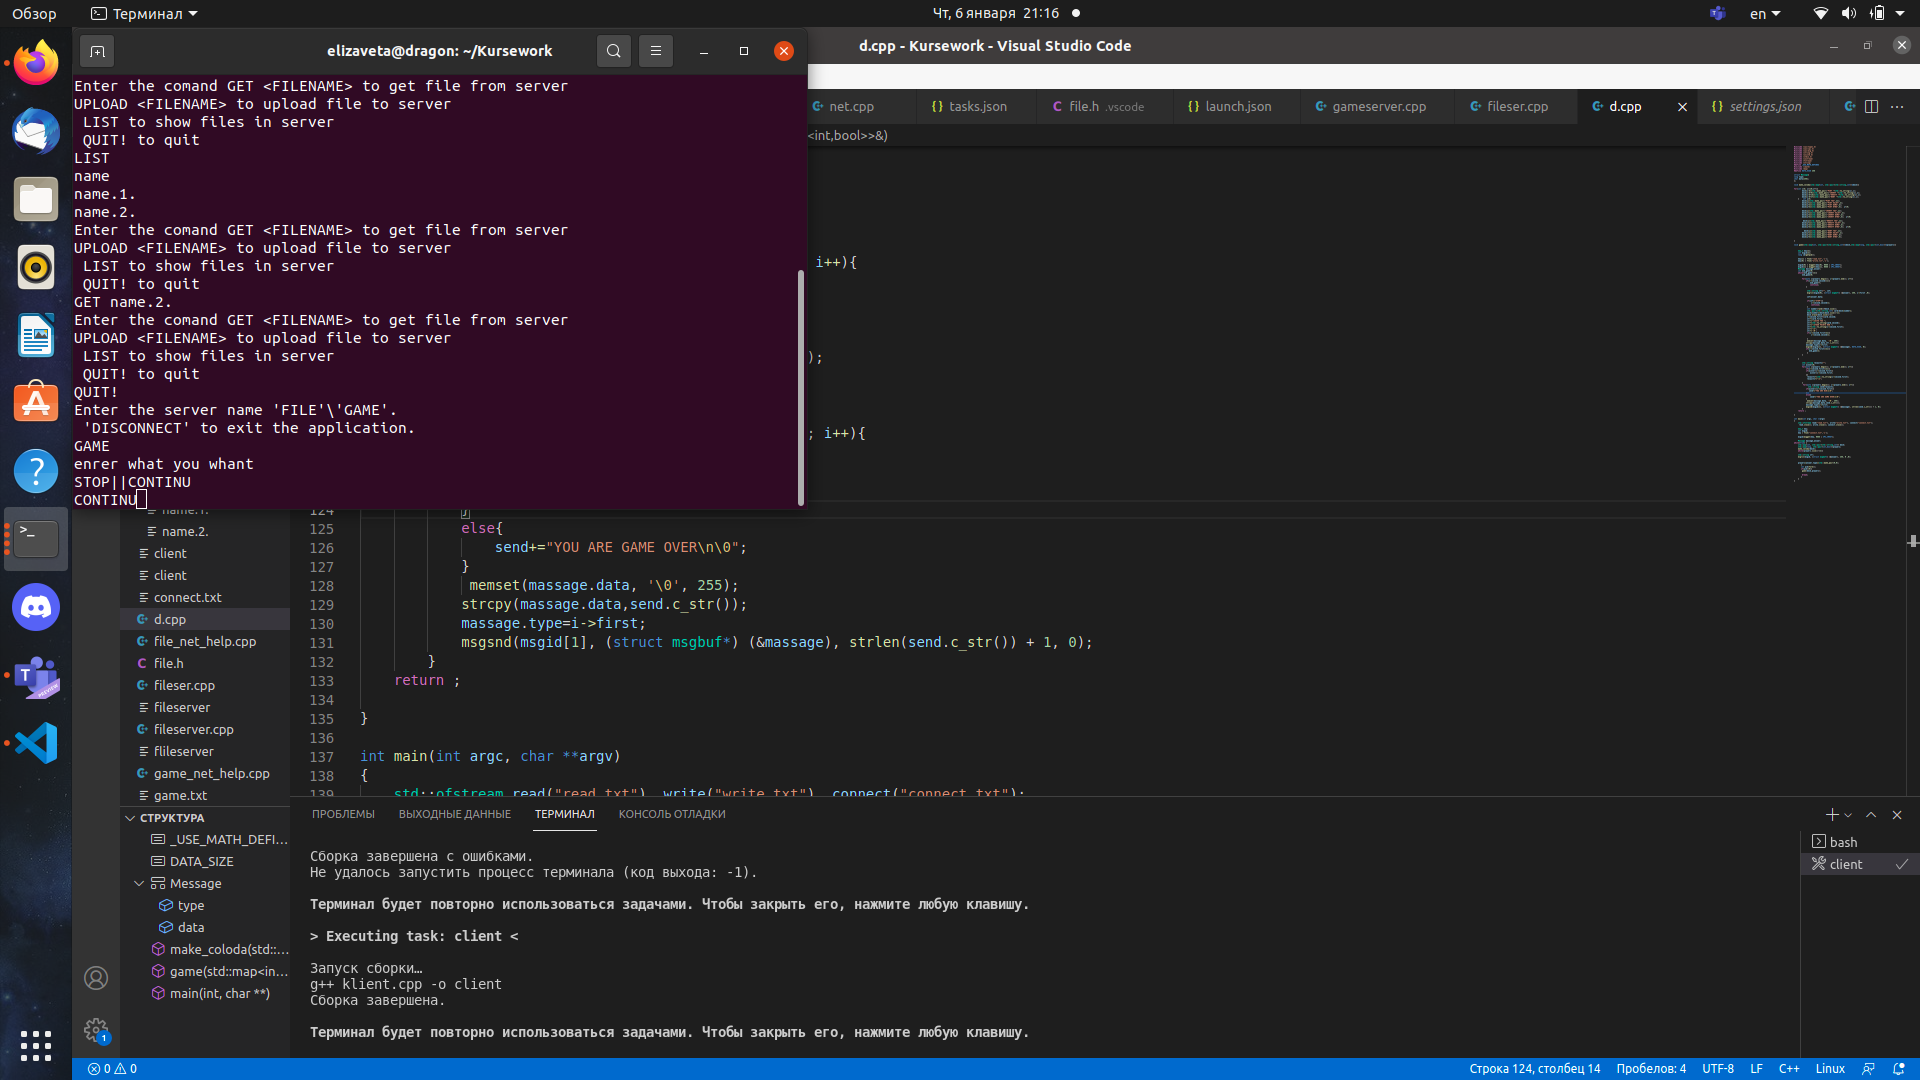 Обзор
Терминал
Чт, 6 января 21:16
en
elizaveta@dragon: ~/Kursework
d.cpp - Kursework - Visual Studio Code
Enter the comand GET <FILENAME> to get file from server
UPLOAD <FILENAME> to upload file to server
LIST to show files in server
QUIT! to quit
LIST
name
name.1.
name.2.
Enter the comand GET <FILENAME> to get file from server
UPLOAD <FILENAME> to upload file to server
LIST to show files in server
QUIT! to quit
GET name.2.
Enter the comand GET <FILENAME> to get file from server
UPLOAD <FILENAME> to upload file to server
LIST to show files in server
QUIT! to quit
QUIT!
Enter the server name 'FILE'\'GAME'.
'DISCONNECT' to exit the application.
GAME
enrer what you whant
STOP||CONTINU
CONTINU
net.cpp
tasks.json
file.h .vscode
launch.json
gameserver.cpp
fileser.cpp
d.cpp
settings.json
<int,bool>>&)
i++){
);
; i++){
name.1.
name.2.
client
client
connect.txt
d.cpp
file_net_help.cpp
file.h
fileser.cpp
fileserver
fileserver.cpp
flileserver
game_net_help.cpp
game.txt
СТРУКТУРА
_USE_MATH_DEFI...
DATA_SIZE
Message
type
data
make_coloda(std::...
game(std::map<in...
main(int, char **)
124 }
125 else{
126 send+="YOU ARE GAME OVER\n\0";
127 }
128 memset(massage.data, '\0', 255);
129 strcpy(massage.data,send.c_str());
130 massage.type=i->first;
131 msgsnd(msgid[1], (struct msgbuf*) (&massage), strlen(send.c_str()) + 1, 0);
132 }
133 return ;
134
135 }
136
137 int main(int argc, char **argv)
138 {
139 std::ofstream read("read.txt"), write("write.txt"), connect("connect.txt");
ПРОБЛЕМЫ
ВЫХОДНЫЕ ДАННЫЕ
ТЕРМИНАЛ
КОНСОЛЬ ОТЛАДКИ
Сборка завершена с ошибками.
Не удалось запустить процесс терминала (код выхода: -1).
Терминал будет повторно использоваться задачами. Чтобы закрыть его, нажмите любую клавишу.
> Executing task: client <
Запуск сборки…
g++ klient.cpp -o client
Сборка завершена.
Терминал будет повторно использоваться задачами. Чтобы закрыть его, нажмите любую клавишу.
bash
client
1
0 0
Строка 124, столбец 14
Пробелов: 4
UTF-8
LF
C++
Linux